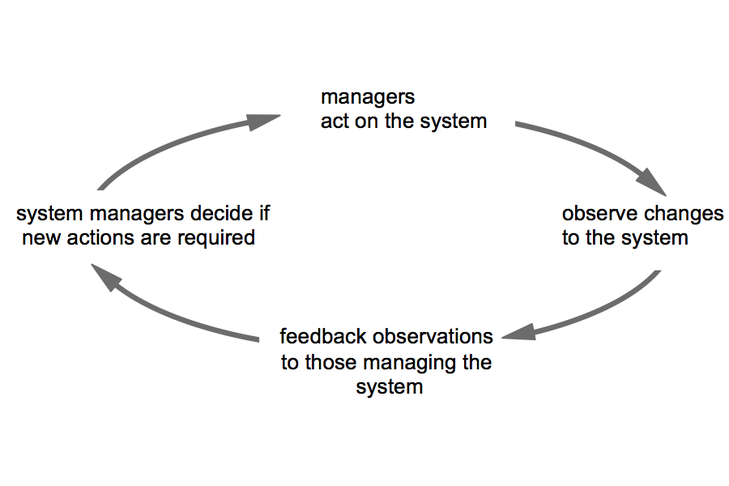 managers
act on the system
observe changes
to the system
feedback observations
to those managing the
system
system managers decide if
new actions are required